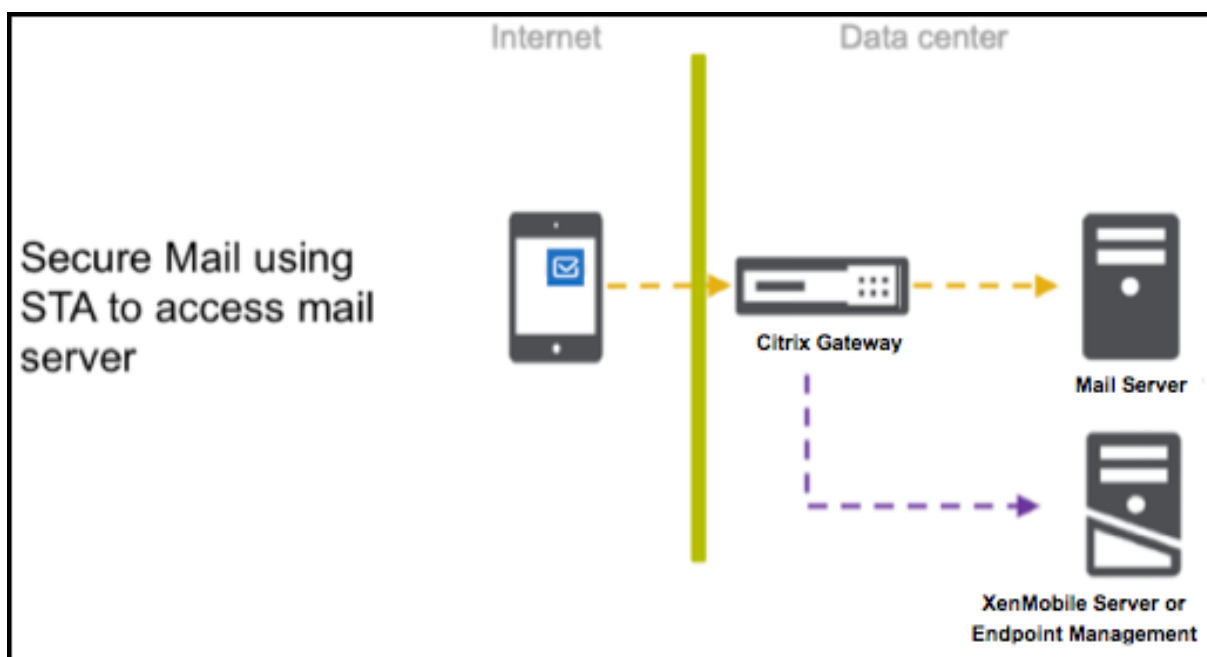 Internet
Data center
Secure Mail using
STA to access mail
server
Citrix Gateway
Mail Server
XenMobile Server or
Endpoint Management